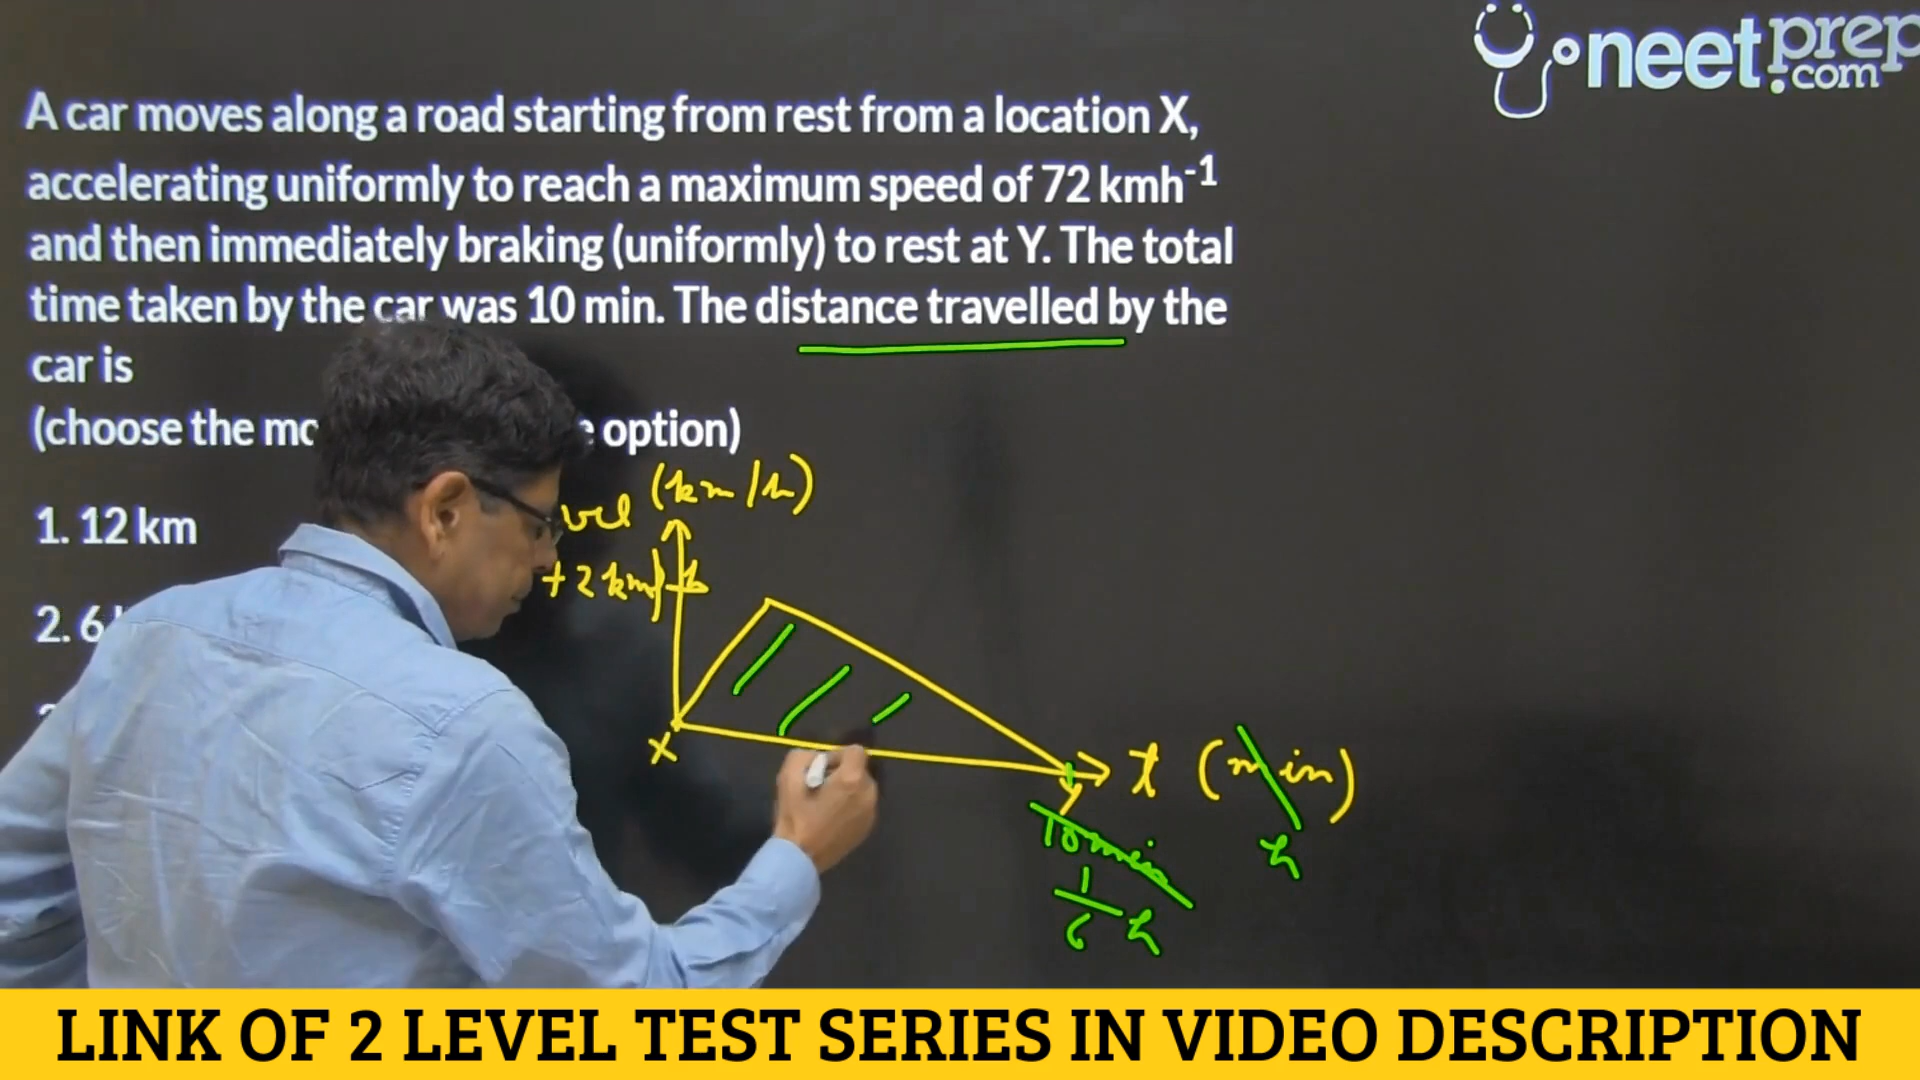 neetprep
.com
A car moves along a road starting from rest from a location X,
accelerating uniformly to reach a maximum speed of 72 kmh⁻¹
and then immediately braking (uniformly) to rest at Y. The total
time taken by the car was 10 min. The distance travelled by the
car is
(choose the option)
1. 12 km
2. 6
vel (km/h)
72 km/h
X
t (min)
h
Y
10 min
1/6 h
LINK OF 2 LEVEL TEST SERIES IN VIDEO DESCRIPTION